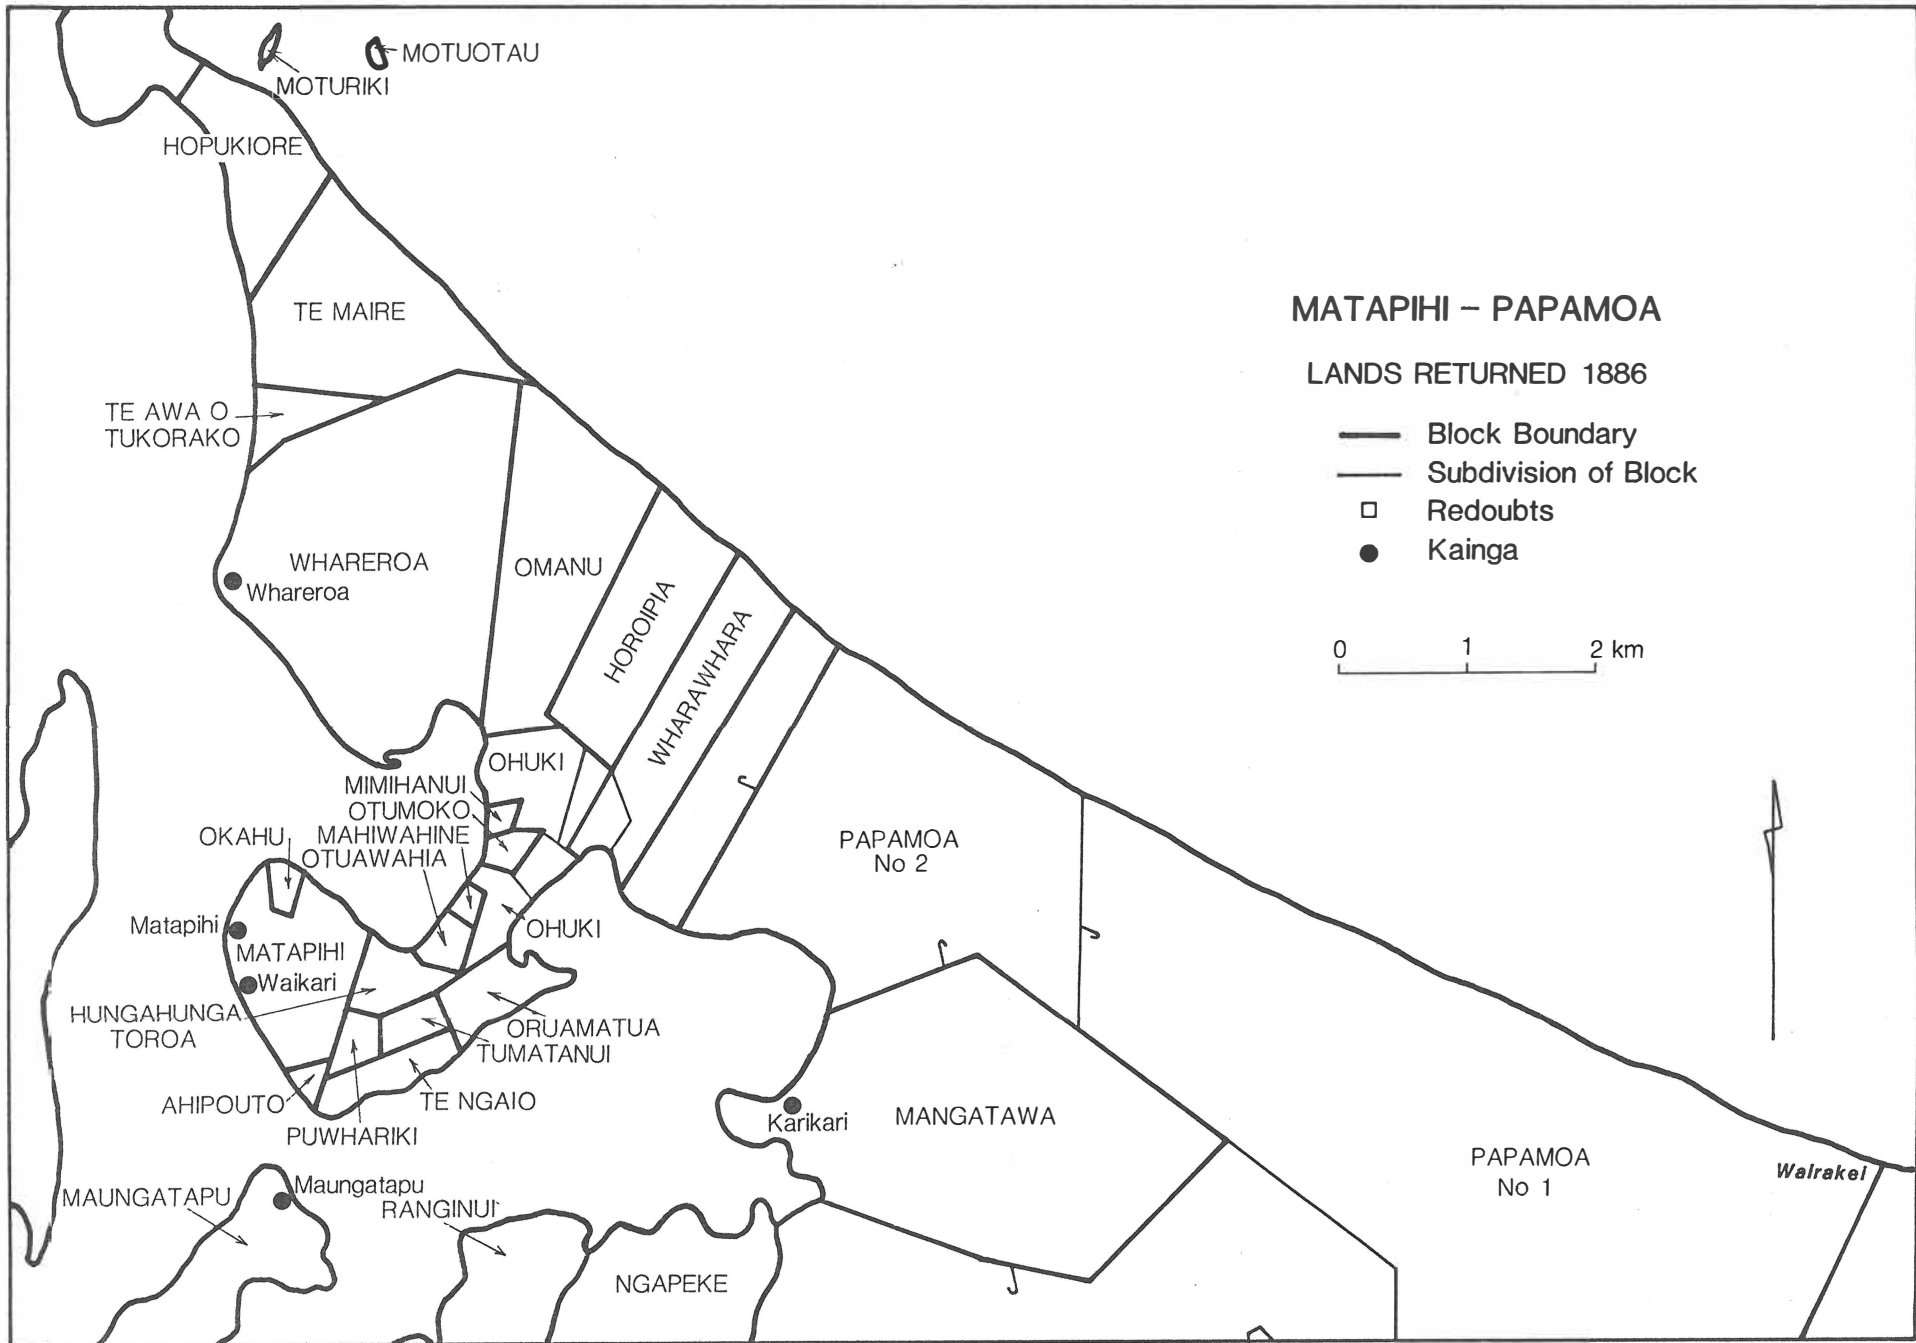 MOTUOTAU
MOTURIKI
HOPUKIORE
TE MAIRE
TE AWA O
TUKORAKO
WHAREROA
Whareroa
OMANU
HOROIPIA
WHARAWHARA
MATAPIHI – PAPAMOA
LANDS RETURNED 1886
Block Boundary
Subdivision of Block
Redoubts
Kainga
0 1 2 km
OHUKI
MIMIHANUI
OTUMOKO
MAHIWAHINE
OTUAWAHIA
OKAHU
PAPAMOA
No 2
Matapihi
MATAPIHI
Waikari
OHUKI
HUNGAHUNGA
TOROA
ORUAMATUA
TUMATANUI
AHIPOUTO
TE NGAIO
PUWHARIKI
Karikari
MANGATAWA
PAPAMOA
No 1
Wairakei
MAUNGATAPU
Maungatapu
RANGINUI
NGAPEKE